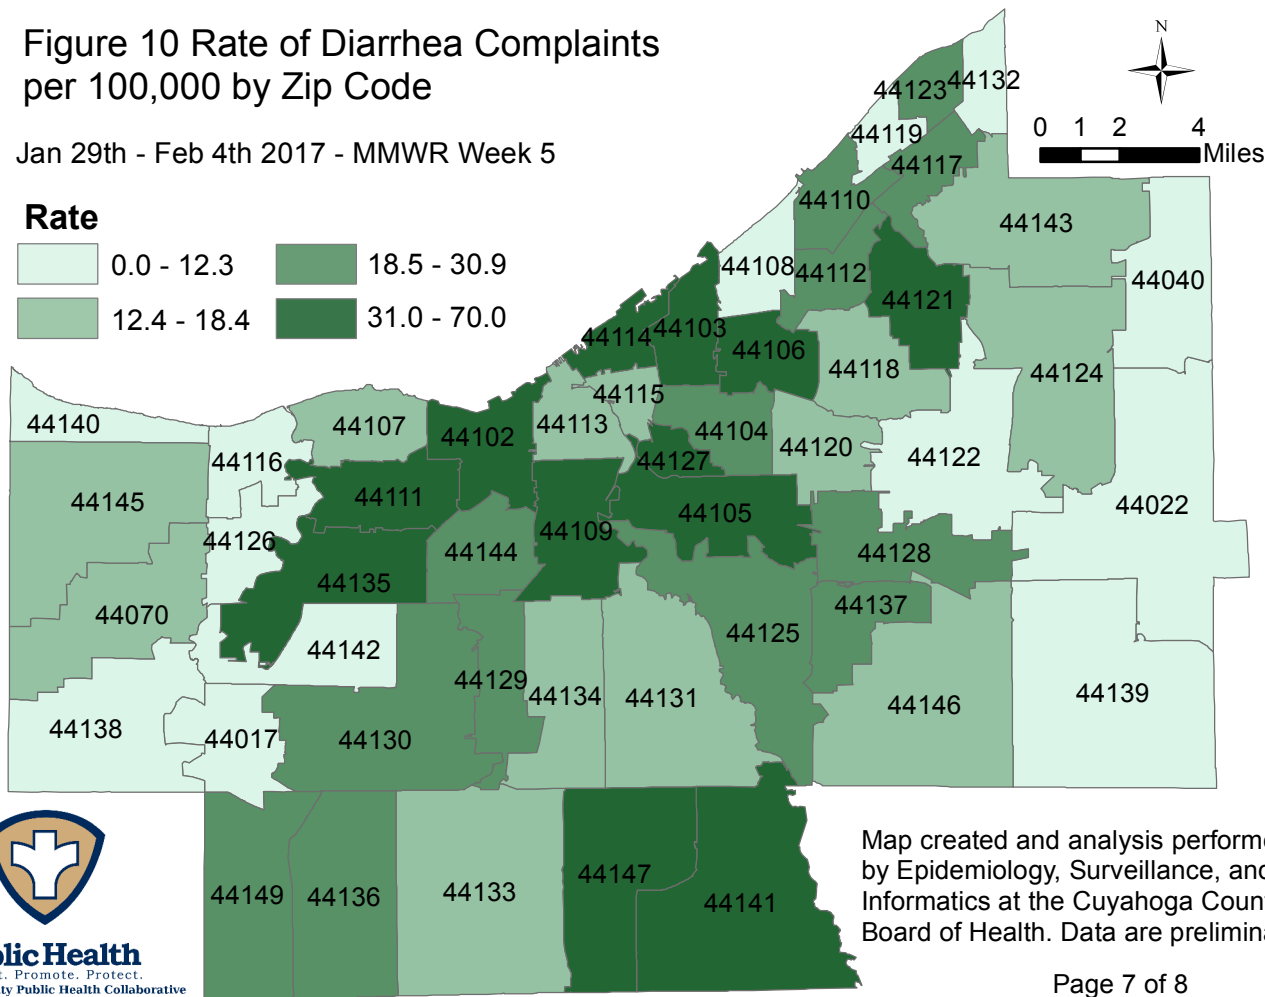 Figure 10 Rate of Diarrhea Complaints
per 100,000 by Zip Code
Jan 29th - Feb 4th 2017 - MMWR Week 5
Rate
0.0 - 12.3
18.5 - 30.9
12.4 - 18.4
31.0 - 70.0
N
0 1 2 4
Miles
44123
44132
44119
44117
44110
44143
44108
44112
44040
44121
44114
44103
44106
44118
44124
44115
44140
44107
44102
44113
44104
44120
44116
44127
44122
44145
44111
44105
44022
44126
44109
44144
44128
44135
44070
44137
44125
44142
44129
44134
44131
44139
44146
44138
44017
44130
44147
44149
44136
44133
44141
Map created and analysis performe
by Epidemiology, Surveillance, and
Informatics at the Cuyahoga Coun
Board of Health. Data are prelimina
Page 7 of 8
blic Health
t. Promote. Protect.
ty Public Health Collaborative